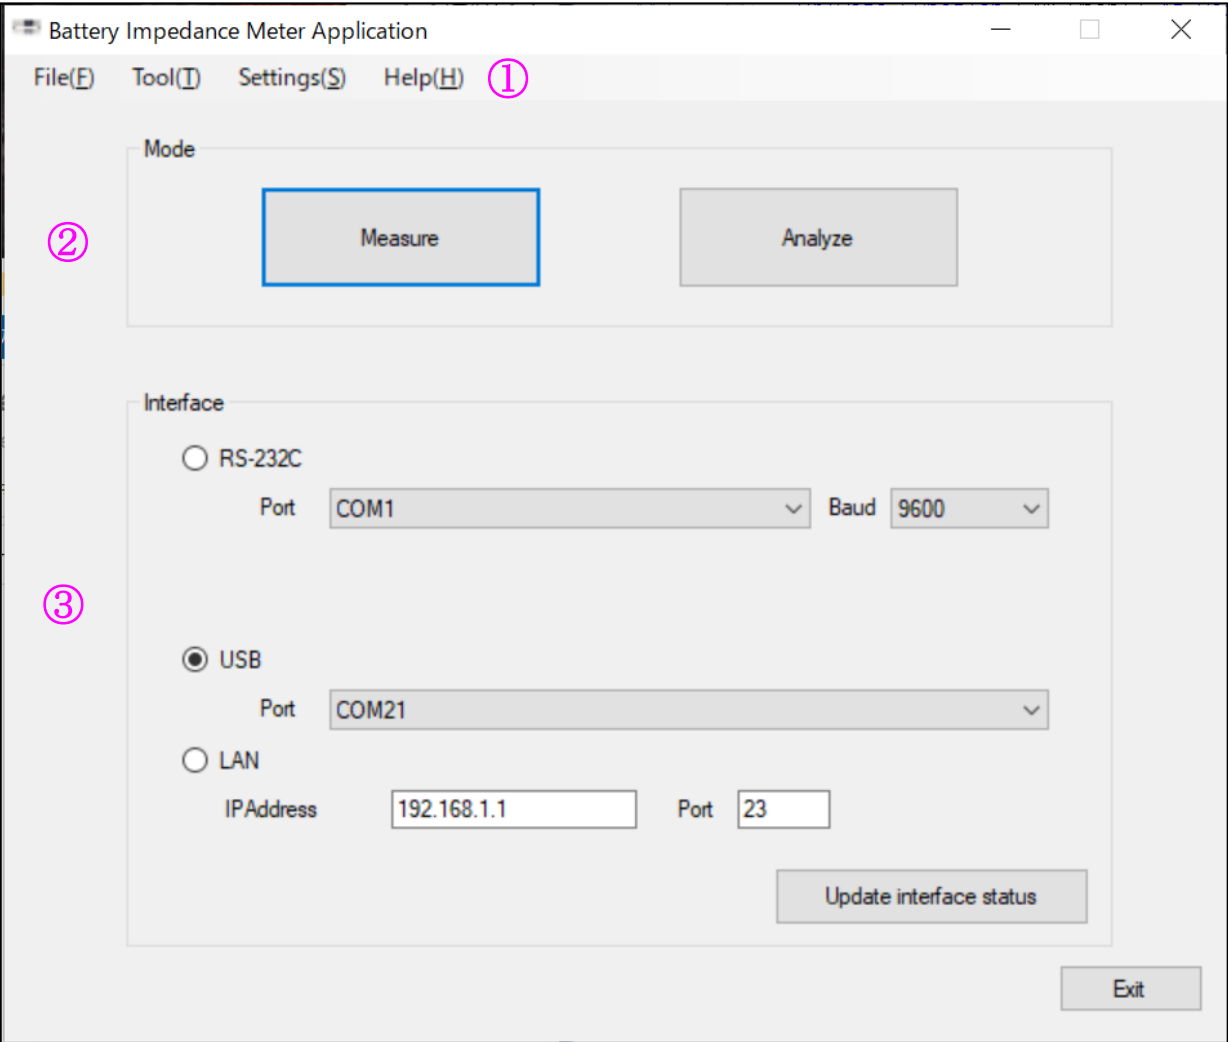 Battery Impedance Meter Application
File(F) Tool(T) Settings(S) Help(H) ①
Mode
② Measure Analyze
Interface
RS-232C
Port COM1 Baud 9600
③
USB
Port COM21
LAN
IPAddress 192.168.1.1 Port 23
Update interface status
Exit